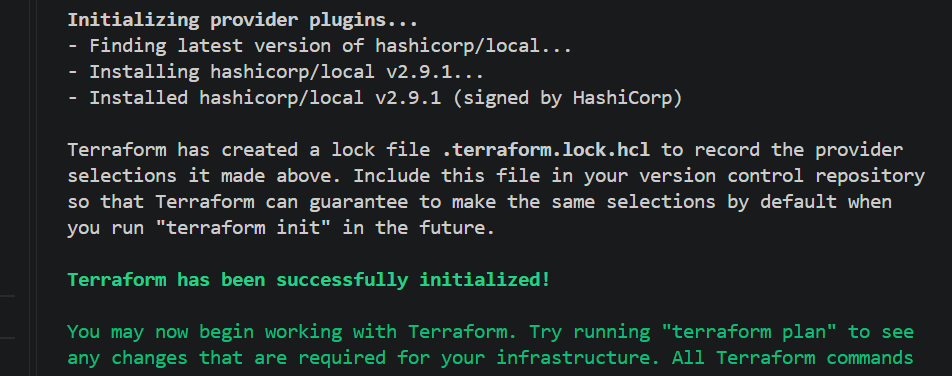 Initializing provider plugins...
- Finding latest version of hashicorp/local...
- Installing hashicorp/local v2.9.1...
- Installed hashicorp/local v2.9.1 (signed by HashiCorp)
Terraform has created a lock file .terraform.lock.hcl to record the provider
selections it made above. Include this file in your version control repository
so that Terraform can guarantee to make the same selections by default when
you run "terraform init" in the future.
Terraform has been successfully initialized!
You may now begin working with Terraform. Try running "terraform plan" to see
any changes that are required for your infrastructure. All Terraform commands